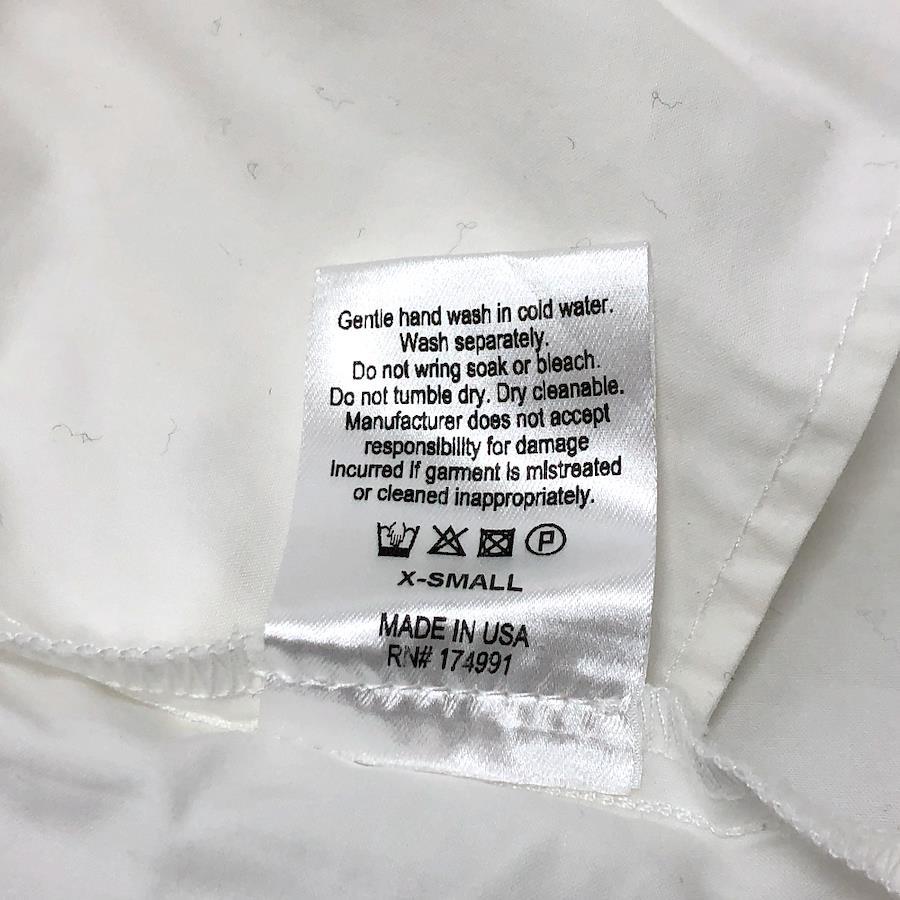 Gentle hand wash in cold water.
Wash separately.
Do not wring soak or bleach.
Do not tumble dry. Dry cleanable.
Manufacturer does not accept
responsibility for damage
incurred if garment is mistreated
or cleaned inappropriately.
P
X-SMALL
MADE IN USA
RN# 174991